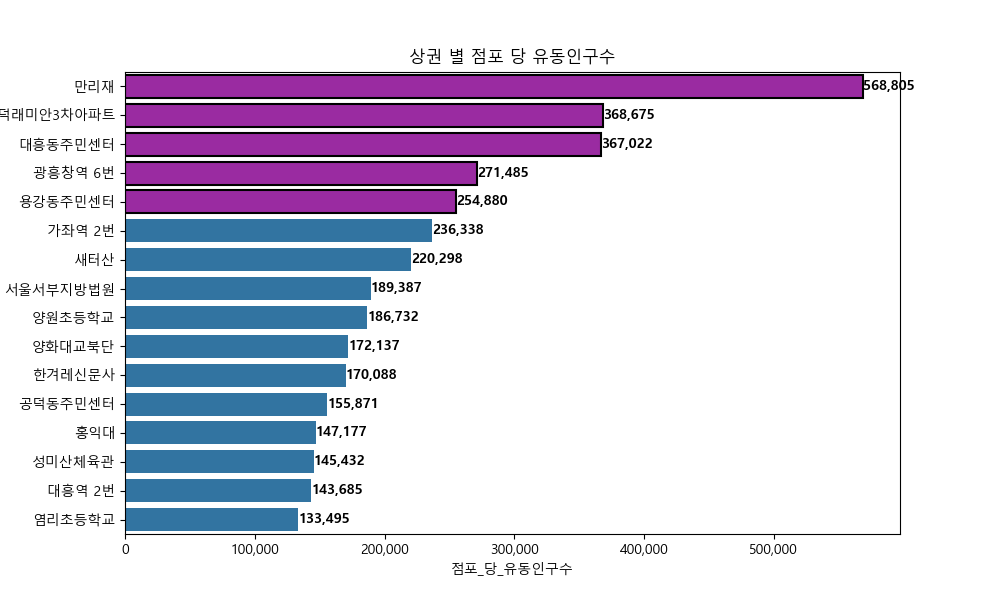 상권 별 점포 당 유동인구수
만리재 568,805
덕래미안3차아파트 368,675
대흥동주민센터 367,022
광흥창역 6번 271,485
용강동주민센터 254,880
가좌역 2번 236,338
새터산 220,298
서울서부지방법원 189,387
양원초등학교 186,732
양화대교북단 172,137
한겨레신문사 170,088
공덕동주민센터 155,871
홍익대 147,177
성미산체육관 145,432
대흥역 2번 143,685
염리초등학교 133,495
0 100,000 200,000 300,000 400,000 500,000
점포_당_유동인구수